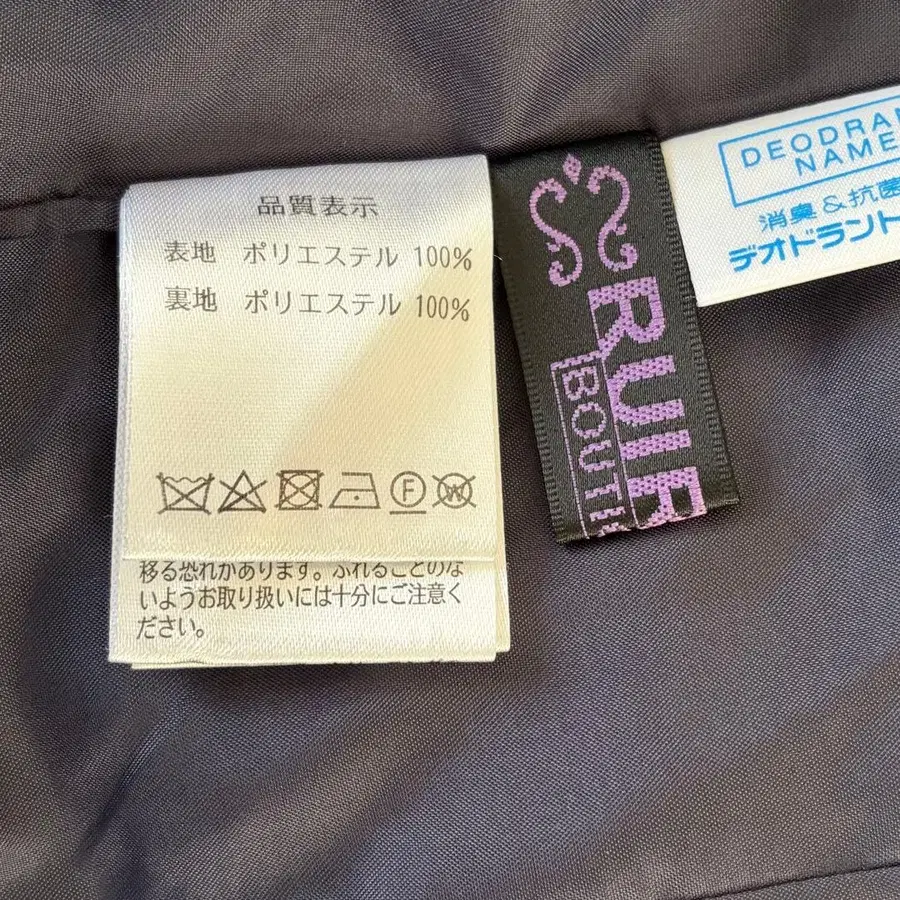 品質表示
表地 ポリエステル 100%
裏地 ポリエステル 100%
F
W
移る恐れがあります。ふれることのな
いようお取り扱いには十分にご注意く
ださい。
RUIR
BOUTI
DEODRAN
NAME
消臭&抗菌
デオドラント